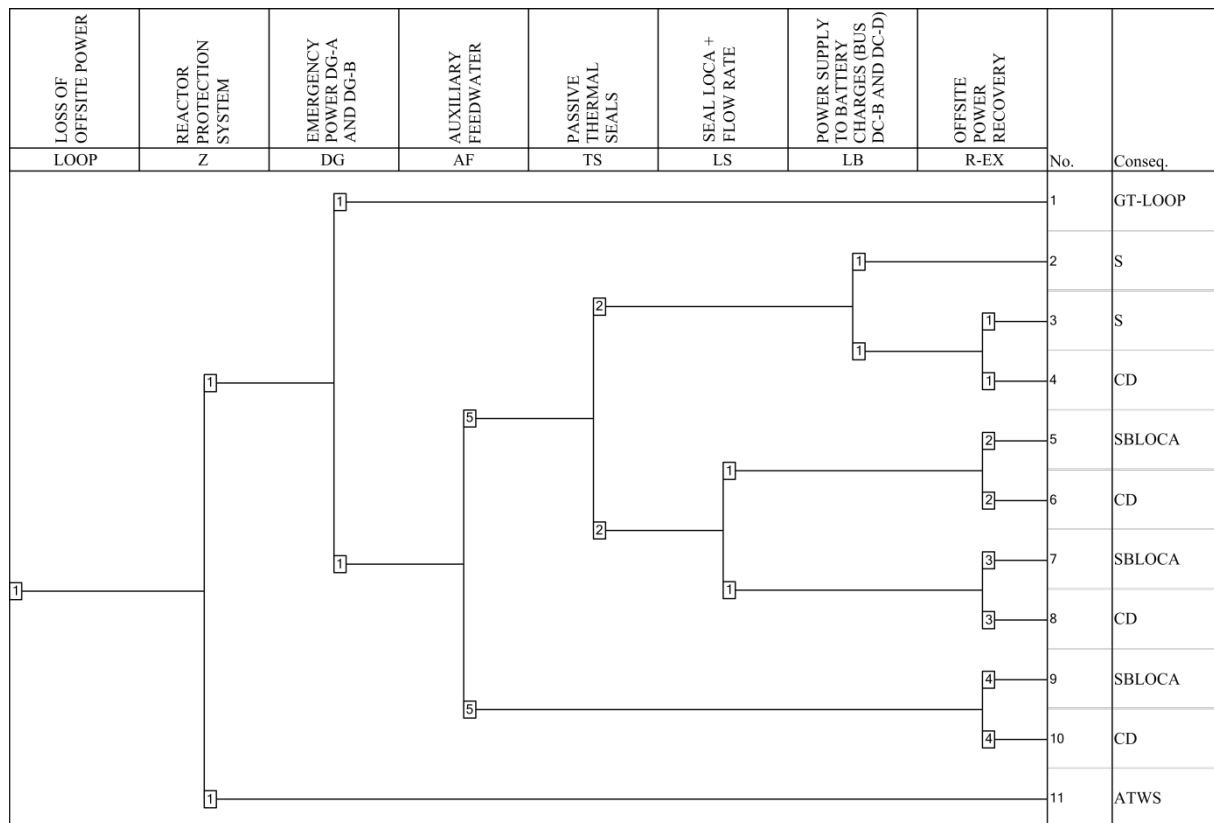 LOSS OF
OFFSITE POWER
REACTOR
PROTECTION
SYSTEM
EMERGENCY
POWER DG-A
AND DG-B
AUXILIARY
FEEDWATER
PASSIVE
THERMAL
SEALS
SEAL LOCA +
FLOW RATE
POWER SUPPLY
TO BATTERY
CHARGES (BUS
DC-B AND DC-D)
OFFSITE
POWER
RECOVERY
LOOP Z DG AF TS LS LB R-EX No. Conseq.
1 1 GT-LOOP
1 2 S
2
1 3 S
1
1 4 CD
1
5
2 5 SBLOCA
1
2 6 CD
2
1 3 7 SBLOCA
1
1
3 8 CD
4 9 SBLOCA
5
4 10 CD
1 11 ATWS